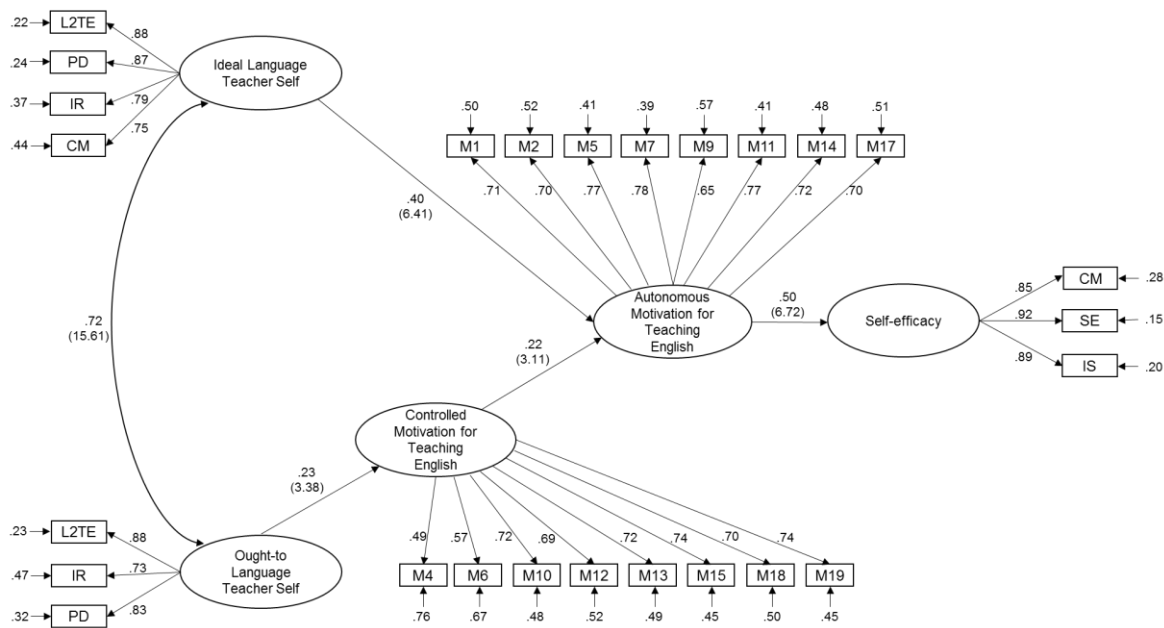 .22
L2TE
.88
.24
PD
.87
.37
IR
.79
.44
CM
.75
Ideal Language
Teacher Self
.50 .52 .41 .39 .57 .41 .48 .51
M1 M2 M5 M7 M9 M11 M14 M17
.71 .70 .77 .78 .65 .77 .72 .70
.40
(6.41)
.72
(15.61)
Autonomous
Motivation for
Teaching
English
.50
(6.72)
Self-efficacy
.85
CM
.28
.92
SE
.15
.89
IS
.20
.22
(3.11)
Controlled
Motivation for
Teaching
English
.23
(3.38)
.23
L2TE
.88
.47
IR
.73
.32
PD
.83
Ought-to
Language
Teacher Self
.49 .57 .72 .69 .72 .74 .70 .74
M4 M6 M10 M12 M13 M15 M18 M19
.76 .67 .48 .52 .49 .45 .50 .45